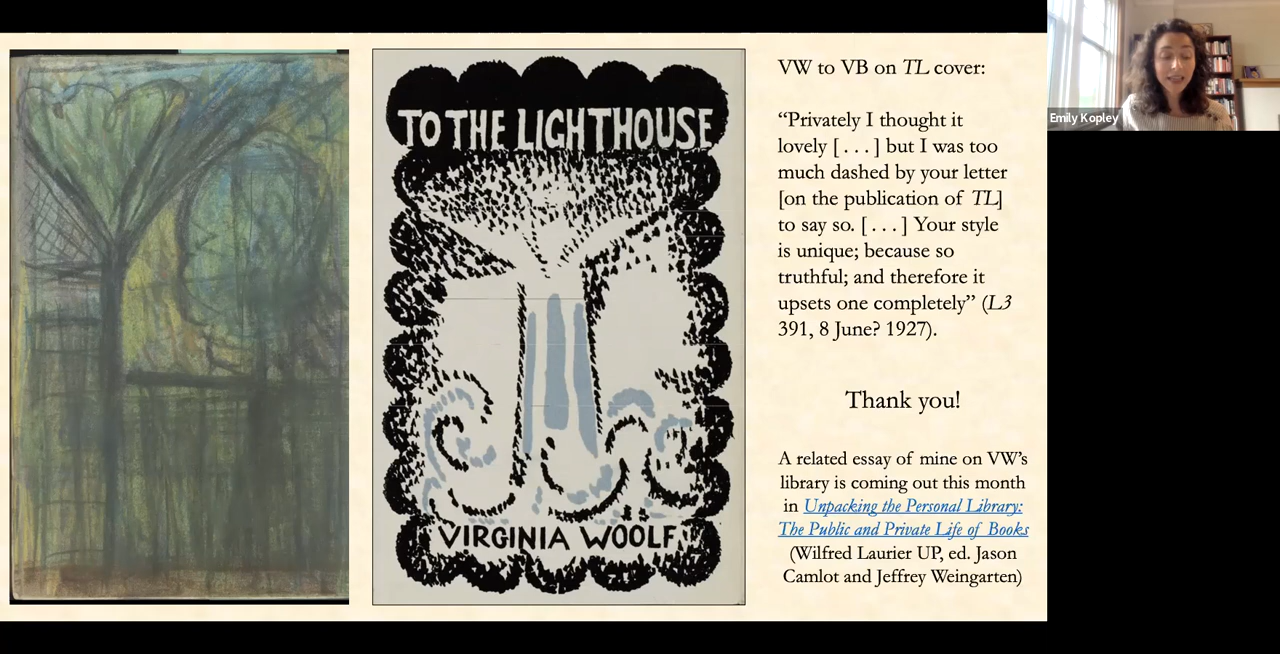 TO THE LIGHTHOUSE
VIRGINIA WOOLF
VW to VB on TL cover:
“Privately I thought it
lovely [ . . . ] but I was too
much dashed by your letter
[on the publication of TL]
to say so. [ . . . ] Your style
is unique; because so
truthful; and therefore it
upsets one completely” (L3
391, 8 June? 1927).
Thank you!
A related essay of mine on VW’s
library is coming out this month
in Unpacking the Personal Library:
The Public and Private Life of Books
(Wilfred Laurier UP, ed. Jason
Camlot and Jeffrey Weingarten)
Emily Kopley